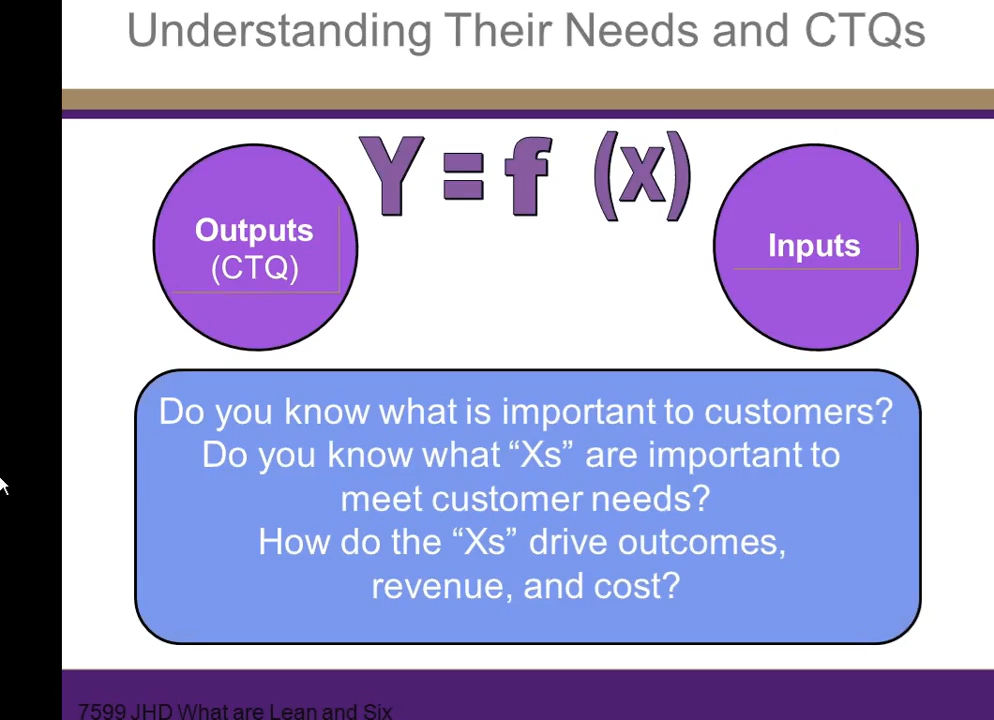 Understanding Their Needs and CTQs
Y = f (x)
Outputs
(CTQ)
Inputs
Do you know what is important to customers?
Do you know what “Xs” are important to
meet customer needs?
How do the “Xs” drive outcomes,
revenue, and cost?
7599 JHD What are Lean and Six